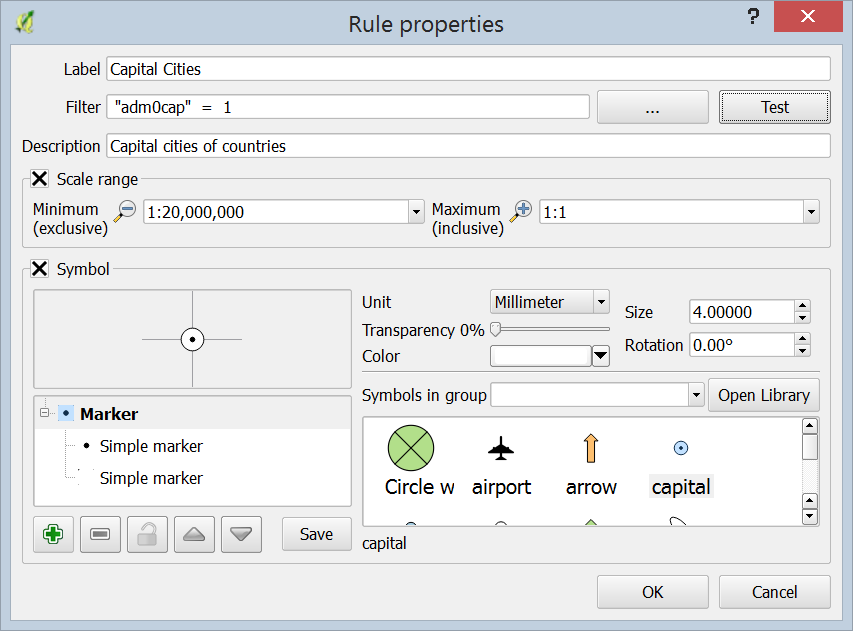 Rule properties
?
Label Capital Cities
Filter "adm0cap" = 1 ... Test
Description Capital cities of countries
Scale range
Minimum (exclusive) 1:20,000,000 Maximum (inclusive) 1:1
Symbol
Unit Millimeter Size 4.00000
Transparency 0%
Color Rotation 0.00°
Symbols in group Open Library
Marker
Simple marker
Simple marker
Circle w airport arrow capital
Save
capital
OK Cancel